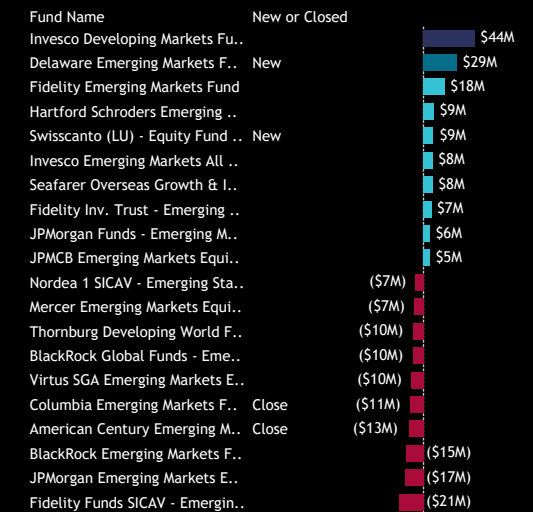 Fund Name New or Closed
Invesco Developing Markets Fu.. $44M
Delaware Emerging Markets F.. New $29M
Fidelity Emerging Markets Fund $18M
Hartford Schroders Emerging .. $9M
Swisscanto (LU) - Equity Fund .. New $9M
Invesco Emerging Markets All .. $8M
Seafarer Overseas Growth & I.. $8M
Fidelity Inv. Trust - Emerging .. $7M
JPMorgan Funds - Emerging M.. $6M
JPMCB Emerging Markets Equi.. $5M
Nordea 1 SICAV - Emerging Sta.. ($7M)
Mercer Emerging Markets Equi.. ($7M)
Thornburg Developing World F.. ($10M)
BlackRock Global Funds - Eme.. ($10M)
Virtus SGA Emerging Markets E.. ($10M)
Columbia Emerging Markets F.. Close ($11M)
American Century Emerging M.. Close ($13M)
BlackRock Emerging Markets F.. ($15M)
JPMorgan Emerging Markets E.. ($17M)
Fidelity Funds SICAV - Emergin.. ($21M)